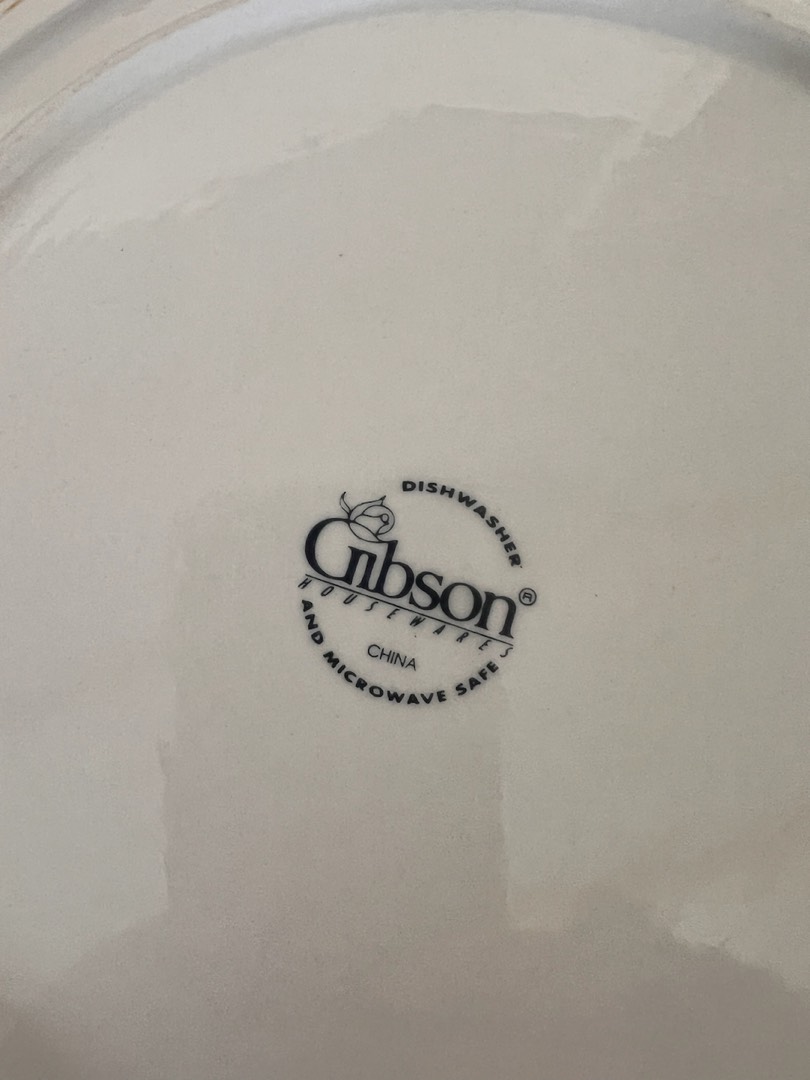 DISHWASHER
Gibson®
HOUSEWARES
CHINA
AND MICROWAVE SAFE